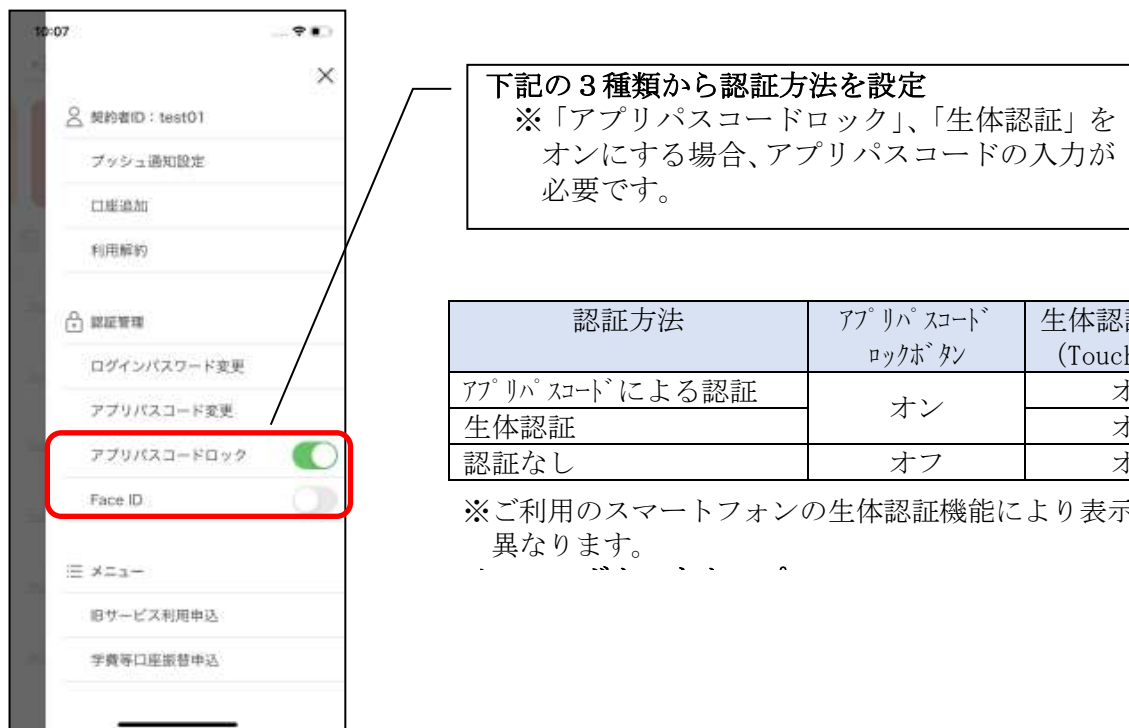 10:07
契約者ID：test01
プッシュ通知設定
口座追加
利用解約
認証管理
ログインパスワード変更
アプリパスコード変更
アプリパスコードロック
Face ID
メニュー
旧サービス利用申込
学費等口座振替申込
下記の３種類から認証方法を設定
※「アプリパスコードロック」、「生体認証」を
オンにする場合、アプリパスコードの入力が
必要です。
認証方法 ｱﾌﾟﾘﾊﾟｽｺｰﾄﾞ 生体認
ﾛｯｸﾎﾞﾀﾝ （Touc
ｱﾌﾟﾘﾊﾟｽｺｰﾄﾞによる認証
オン
生体認証
認証なし オフ
※ご利用のスマートフォンの生体認証機能により表示
異なります。